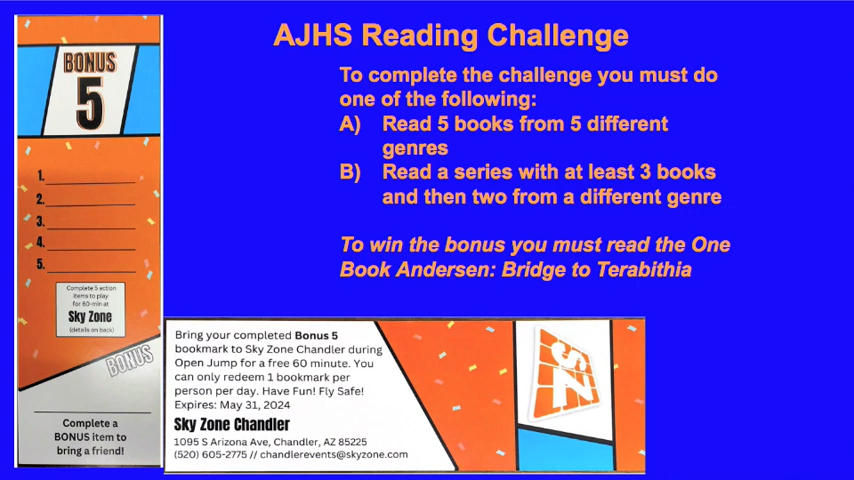 AJHS Reading Challenge
To complete the challenge you must do
one of the following:
A) Read 5 books from 5 different
genres
B) Read a series with at least 3 books
and then two from a different genre
To win the bonus you must read the One
Book Andersen: Bridge to Terabithia
BONUS
5
1.
2.
3.
4.
5.
Complete 5 action
items to play
for 60-min at
Sky Zone
(details on back)
BONUS
Complete a
BONUS item to
bring a friend!
Bring your completed Bonus 5
bookmark to Sky Zone Chandler during
Open Jump for a free 60 minute. You
can only redeem 1 bookmark per
person per day. Have Fun! Fly Safe!
Expires: May 31, 2024
Sky Zone Chandler
1095 S Arizona Ave, Chandler, AZ 85225
(520) 605-2775 // chandlerevents@skyzone.com
SZ